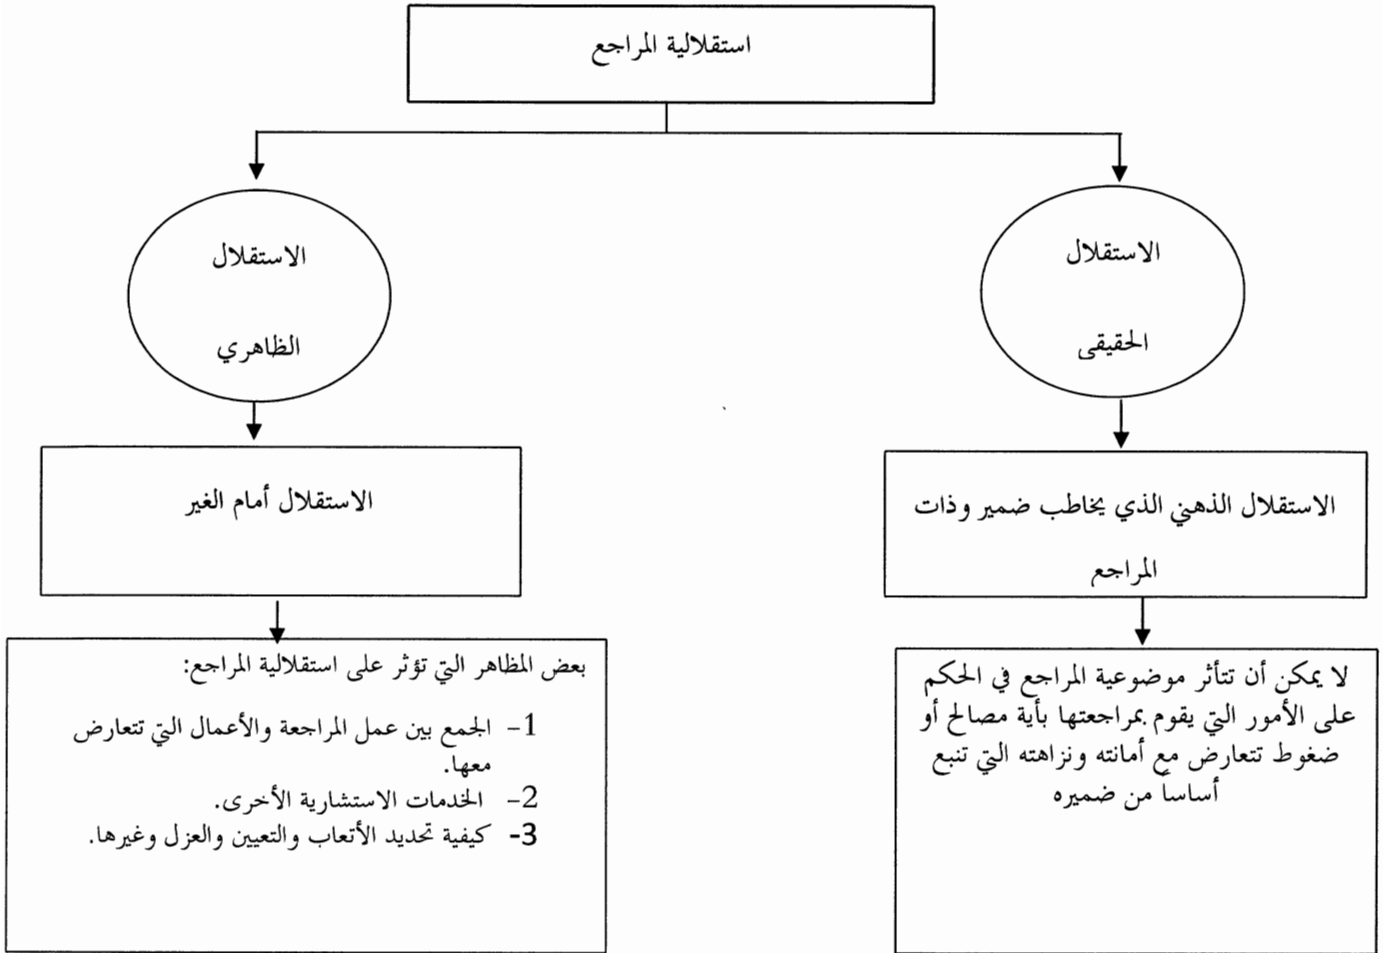 استقلالية المراجع
الاستقلال
الحقيقى
الاستقلال
الظاهري
الاستقلال الذهني الذي يخاطب ضمير وذات
المراجع
الاستقلال أمام الغير
لا يمكن أن تتأثر موضوعية المراجع في الحكم
على الأمور التي يقوم بمراجعتها بأية مصالح أو
ضغوط تتعارض مع أمانته ونزاهته التي تنبع
أساساً من ضميره
بعض المظاهر التي تؤثر على استقلالية المراجع:
1- الجمع بين عمل المراجعة والأعمال التي تتعارض
معها.
2- الخدمات الاستشارية الأخرى.
3- كيفية تحديد الأتعاب والتعيين والعزل وغيرها.